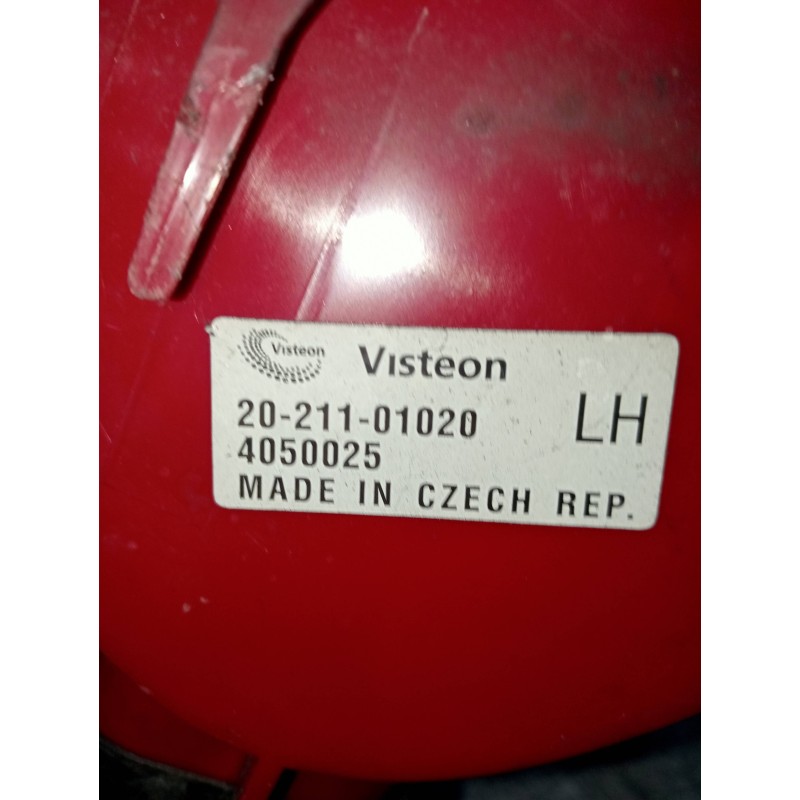 Visteon Visteon
20-211-01020 LH
4050025
MADE IN CZECH REP.